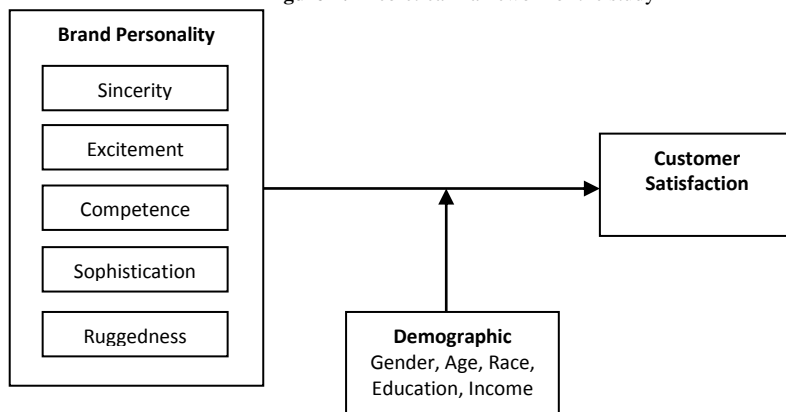 Brand Personality
Sincerity
Excitement
Competence
Sophistication
Ruggedness
Customer
Satisfaction
Demographic
Gender, Age, Race,
Education, Income